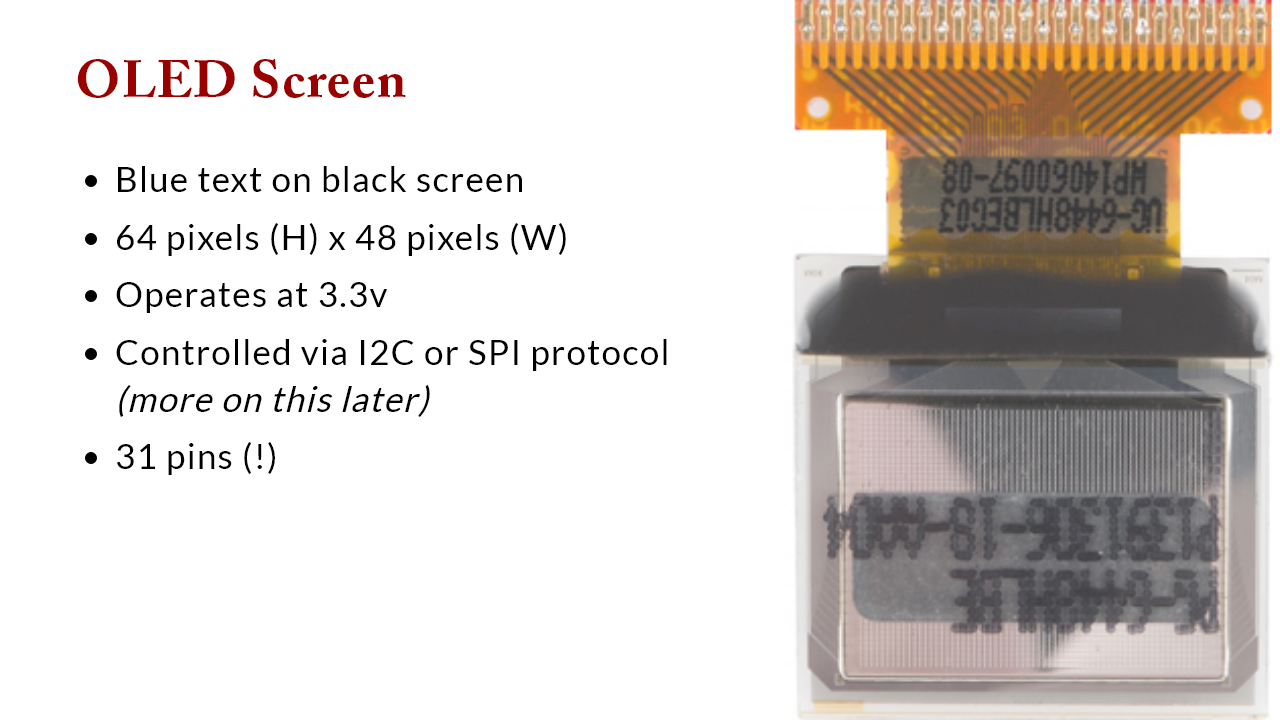 OLED Screen
Blue text on black screen
64 pixels (H) x 48 pixels (W)
Operates at 3.3v
Controlled via I2C or SPI protocol
(more on this later)
31 pins (!)
WP14060097-08
UG-6448HLBEG03